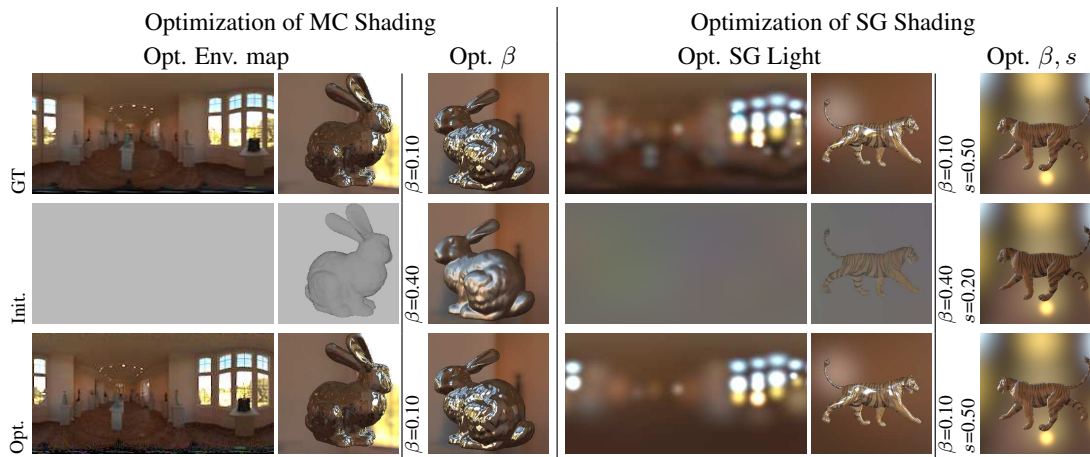 Optimization of MC Shading
Optimization of SG Shading
Opt. Env. map
Opt. β
Opt. SG Light
Opt. β, s
GT
β=0.10
β=0.10
s=0.50
Init.
β=0.40
β=0.40
s=0.20
Opt.
β=0.10
β=0.10
s=0.50